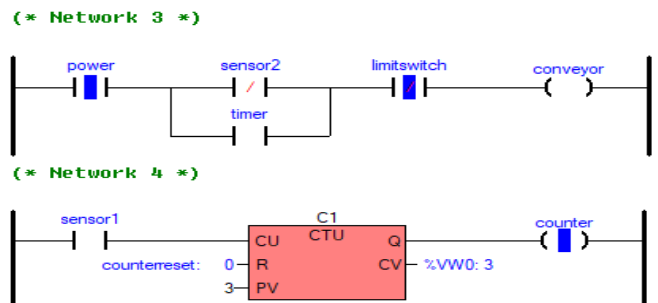 (* Network 3 *)
power sensor2 limitswitch conveyor
timer
(* Network 4 *)
sensor1 C1 counter
CU CTU Q
counterreset: 0 R CV %VW0: 3
3 PV